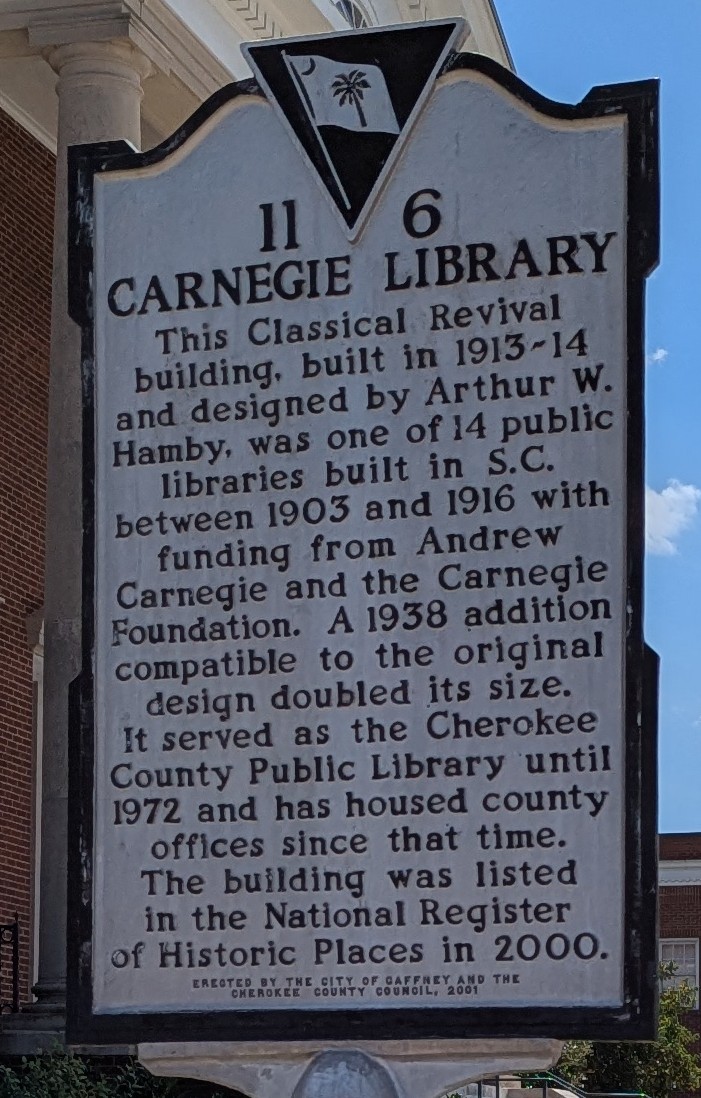 11 6
CARNEGIE LIBRARY
This Classical Revival
building, built in 1913-14
and designed by Arthur W.
Hamby, was one of 14 public
libraries built in S.C.
between 1903 and 1916 with
funding from Andrew
Carnegie and the Carnegie
Foundation. A 1938 addition
compatible to the original
design doubled its size.
It served as the Cherokee
County Public Library until
1972 and has housed county
offices since that time.
The building was listed
in the National Register
of Historic Places in 2000.
ERECTED BY THE CITY OF GAFFNEY AND THE
CHEROKEE COUNTY COUNCIL, 2001